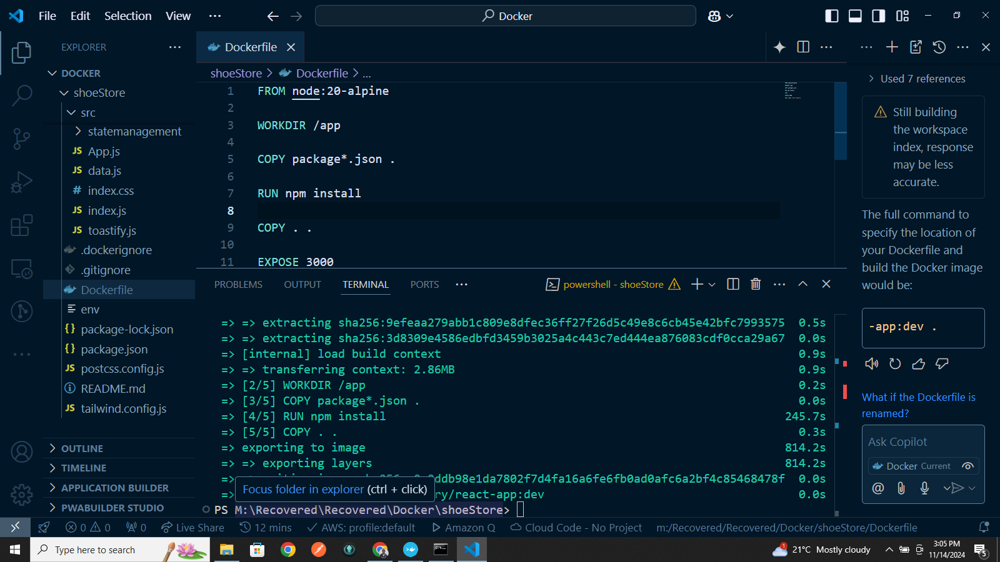 File Edit Selection View ...
Docker
EXPLORER
DOCKER
shoeStore
src
statemanagement
JS App.js
JS data.js
# index.css
JS index.js
JS toastify.js
.dockerignore
.gitignore
Dockerfile
env
{} package-lock.json
{} package.json
JS postcss.config.js
README.md
JS tailwind.config.js
OUTLINE
TIMELINE
APPLICATION BUILDER
PWABUILDER STUDIO
Dockerfile
shoeStore > Dockerfile > ...
1 FROM node:20-alpine
2
3 WORKDIR /app
4
5 COPY package*.json .
6
7 RUN npm install
8
9 COPY . .
10
11 EXPOSE 3000
PROBLEMS OUTPUT TERMINAL PORTS ...
powershell - shoeStore
=> => extracting sha256:9efeaa279abb1c809e8dfec36ff27f26d5c49e8c6cb45e42bfc7993575 0.5s
=> => extracting sha256:3d8309e4586edbfd3459b3025a4c443c7ed444ea876083cdf0cca29a67 0.0s
=> [internal] load build context 0.9s
=> => transferring context: 2.86MB 0.9s
=> [2/5] WORKDIR /app 0.2s
=> [3/5] COPY package*.json . 0.0s
=> [4/5] RUN npm install 245.7s
=> [5/5] COPY . . 0.3s
=> exporting to image 814.2s
=> => exporting layers 814.2s
=> ddb98e1da7802f7d4fa16a6fe6fb0ad0afc6a2bf4c85468478f 0.0s
Focus folder in explorer (ctrl + click)
=> ry/react-app:dev 0.0s
PS M:\Recovered\Recovered\Docker\shoeStore>
Used 7 references
Still building
the workspace
index, response
may be less
accurate.
The full command to
specify the location of
your Dockerfile and
build the Docker image
would be:
-app:dev .
What if the Dockerfile is
renamed?
Ask Copilot
Docker Current
0 0 0 Live Share 12 mins AWS: profile:default Amazon Q Cloud Code - No Project m:/Recovered/Recovered/Docker/shoeStore/Dockerfile
Type here to search
1 21°C Mostly cloudy
3:05 PM
11/14/2024
5